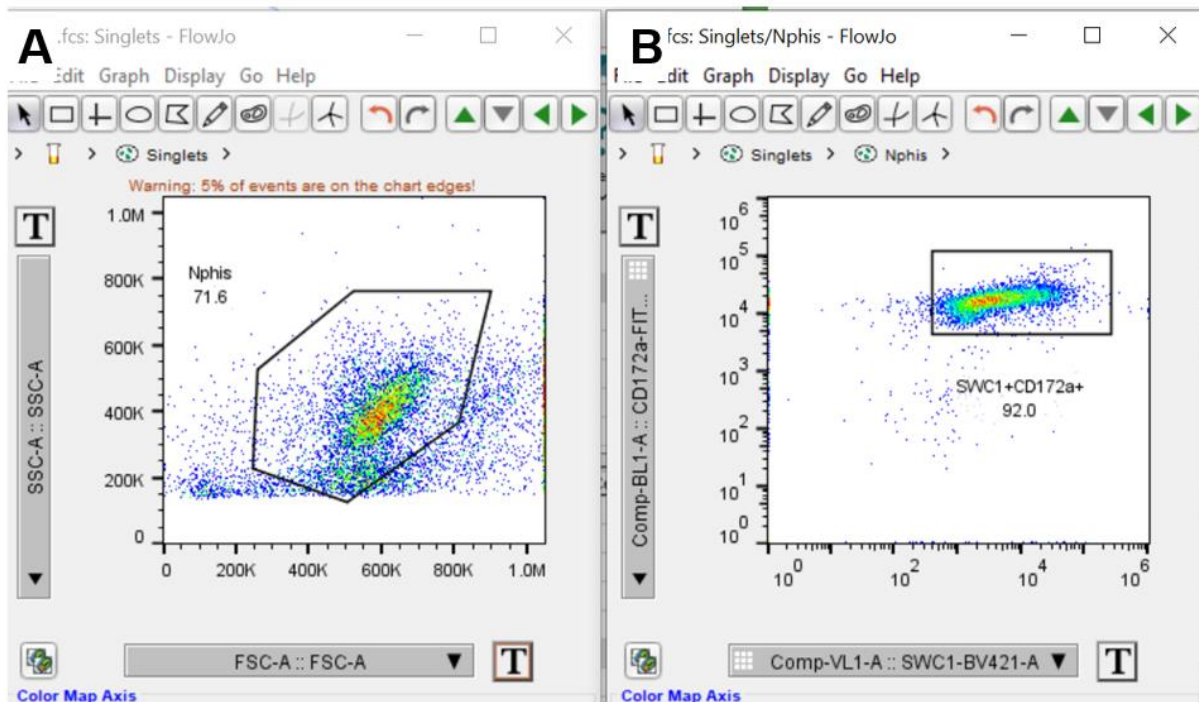 A
.fcs: Singlets - FlowJo
Edit Graph Display Go Help
> > Singlets >
Warning: 5% of events are on the chart edges!
T
SSC-A :: SSC-A
1.0M
800K
600K
400K
200K
0
Nphis
71.6
0 200K 400K 600K 800K 1.0M
FSC-A :: FSC-A
T
Color Map Axis
B
fcs: Singlets/Nphis - FlowJo
Edit Graph Display Go Help
> > Singlets > Nphis >
T
Comp-BL1-A :: CD172a-FIT...
10^6
10^5
10^4
10^3
10^2
10^1
10^0
SWC1+CD172a+
92.0
10^0 10^2 10^4 10^6
Comp-VL1-A :: SWC1-BV421-A
T
Color Map Axis